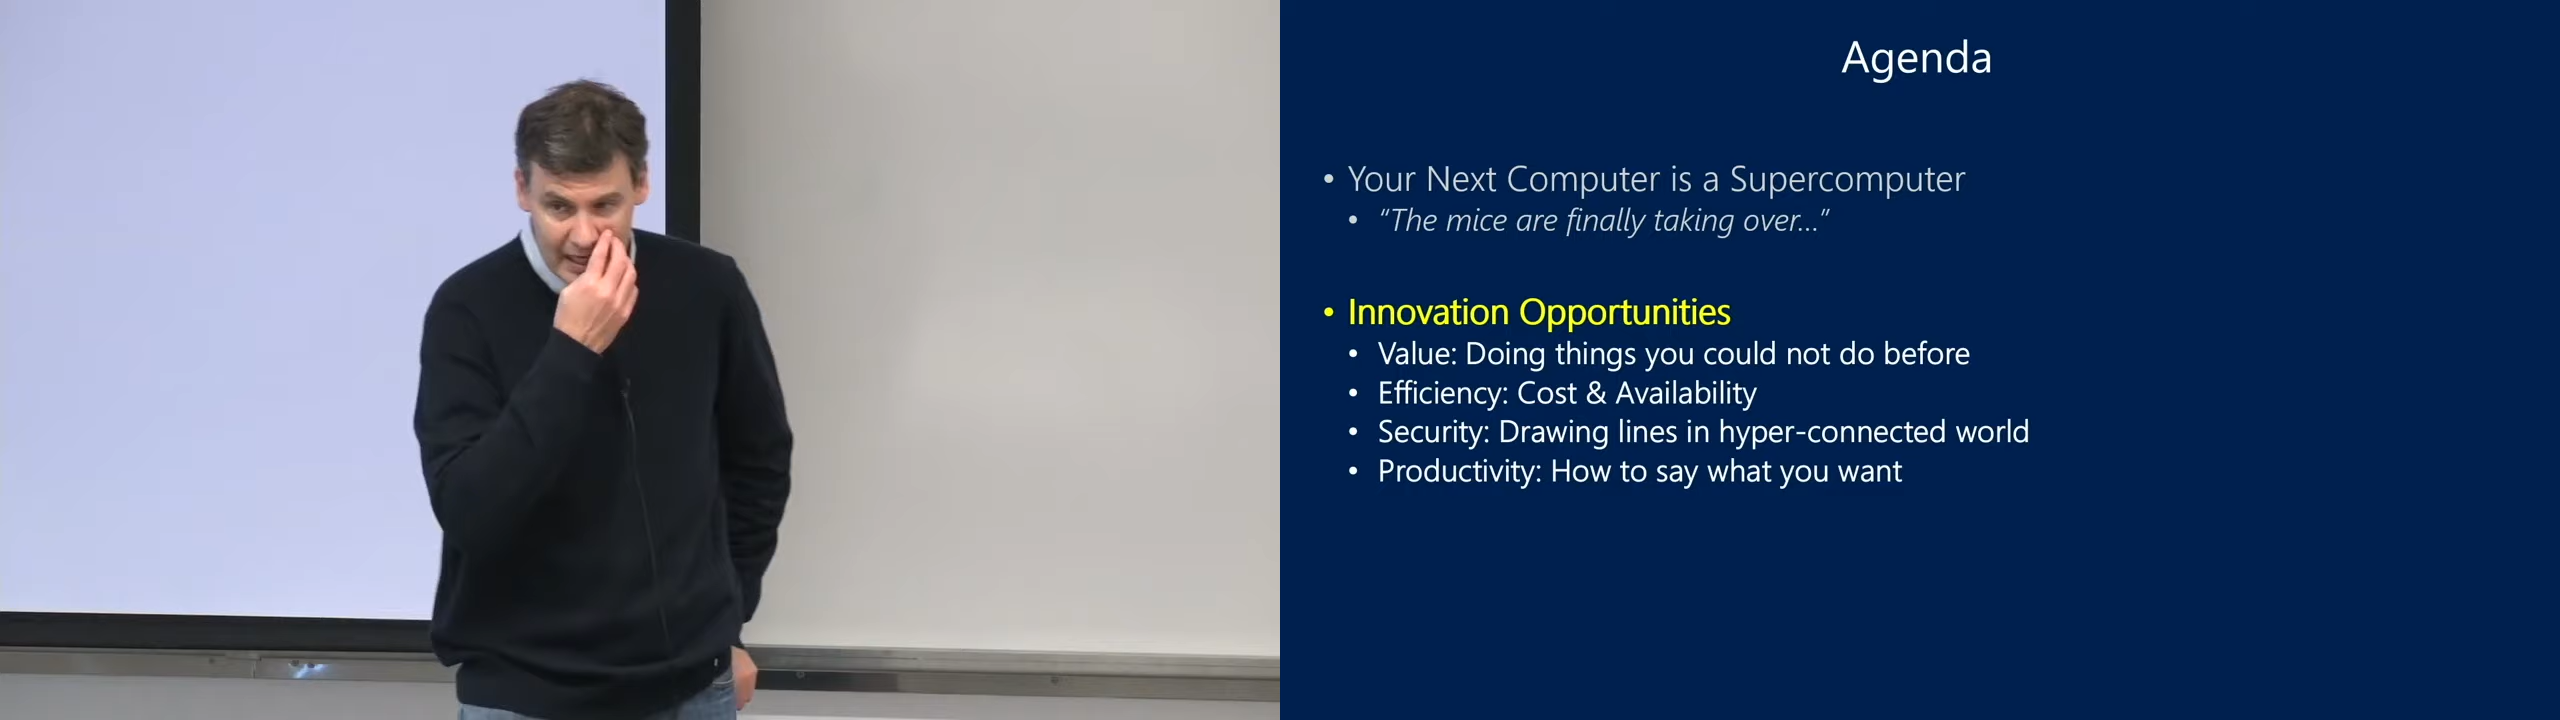 Agenda
• Your Next Computer is a Supercomputer
• “The mice are finally taking over...”
• Innovation Opportunities
• Value: Doing things you could not do before
• Efficiency: Cost & Availability
• Security: Drawing lines in hyper-connected world
• Productivity: How to say what you want